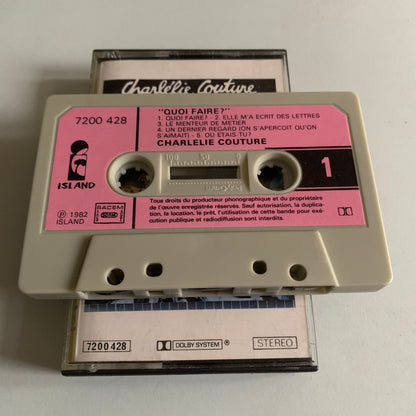 Charlélie Couture
"QUOI FAIRE?"
7200 428
1. QUOI FAIRE? - 2. ELLE M'A ECRIT DES LETTRES
3. LE MENTEUR DE METIER
4. UN DERNIER REGARD (ON S'APERCOIT QU'ON
S'AIMAIT) - 5. OU ETAIS-TU?
CHARLELIE COUTURE
100 50 0
ISLAND
1
Ⓟ 1982
ISLAND
SACEM
Tous droits du producteur phonographique et du propriétaire
de l'œuvre enregistrée réservés. Sauf autorisation, la duplica-
tion, la location, le prêt, l'utilisation de cette bande pour exé-
cution publique et radiodiffusion sont interdits.
7200 428
DOLBY SYSTEM ®
STEREO